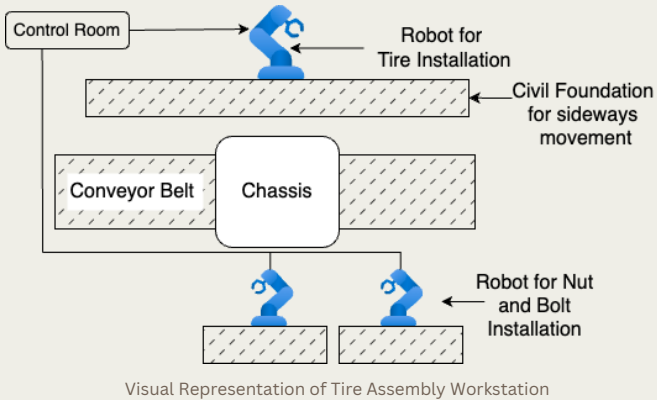 Control Room
Robot for
Tire Installation
Civil Foundation
for sideways
movement
Conveyor Belt
Chassis
Robot for Nut
and Bolt
Installation
Visual Representation of Tire Assembly Workstation